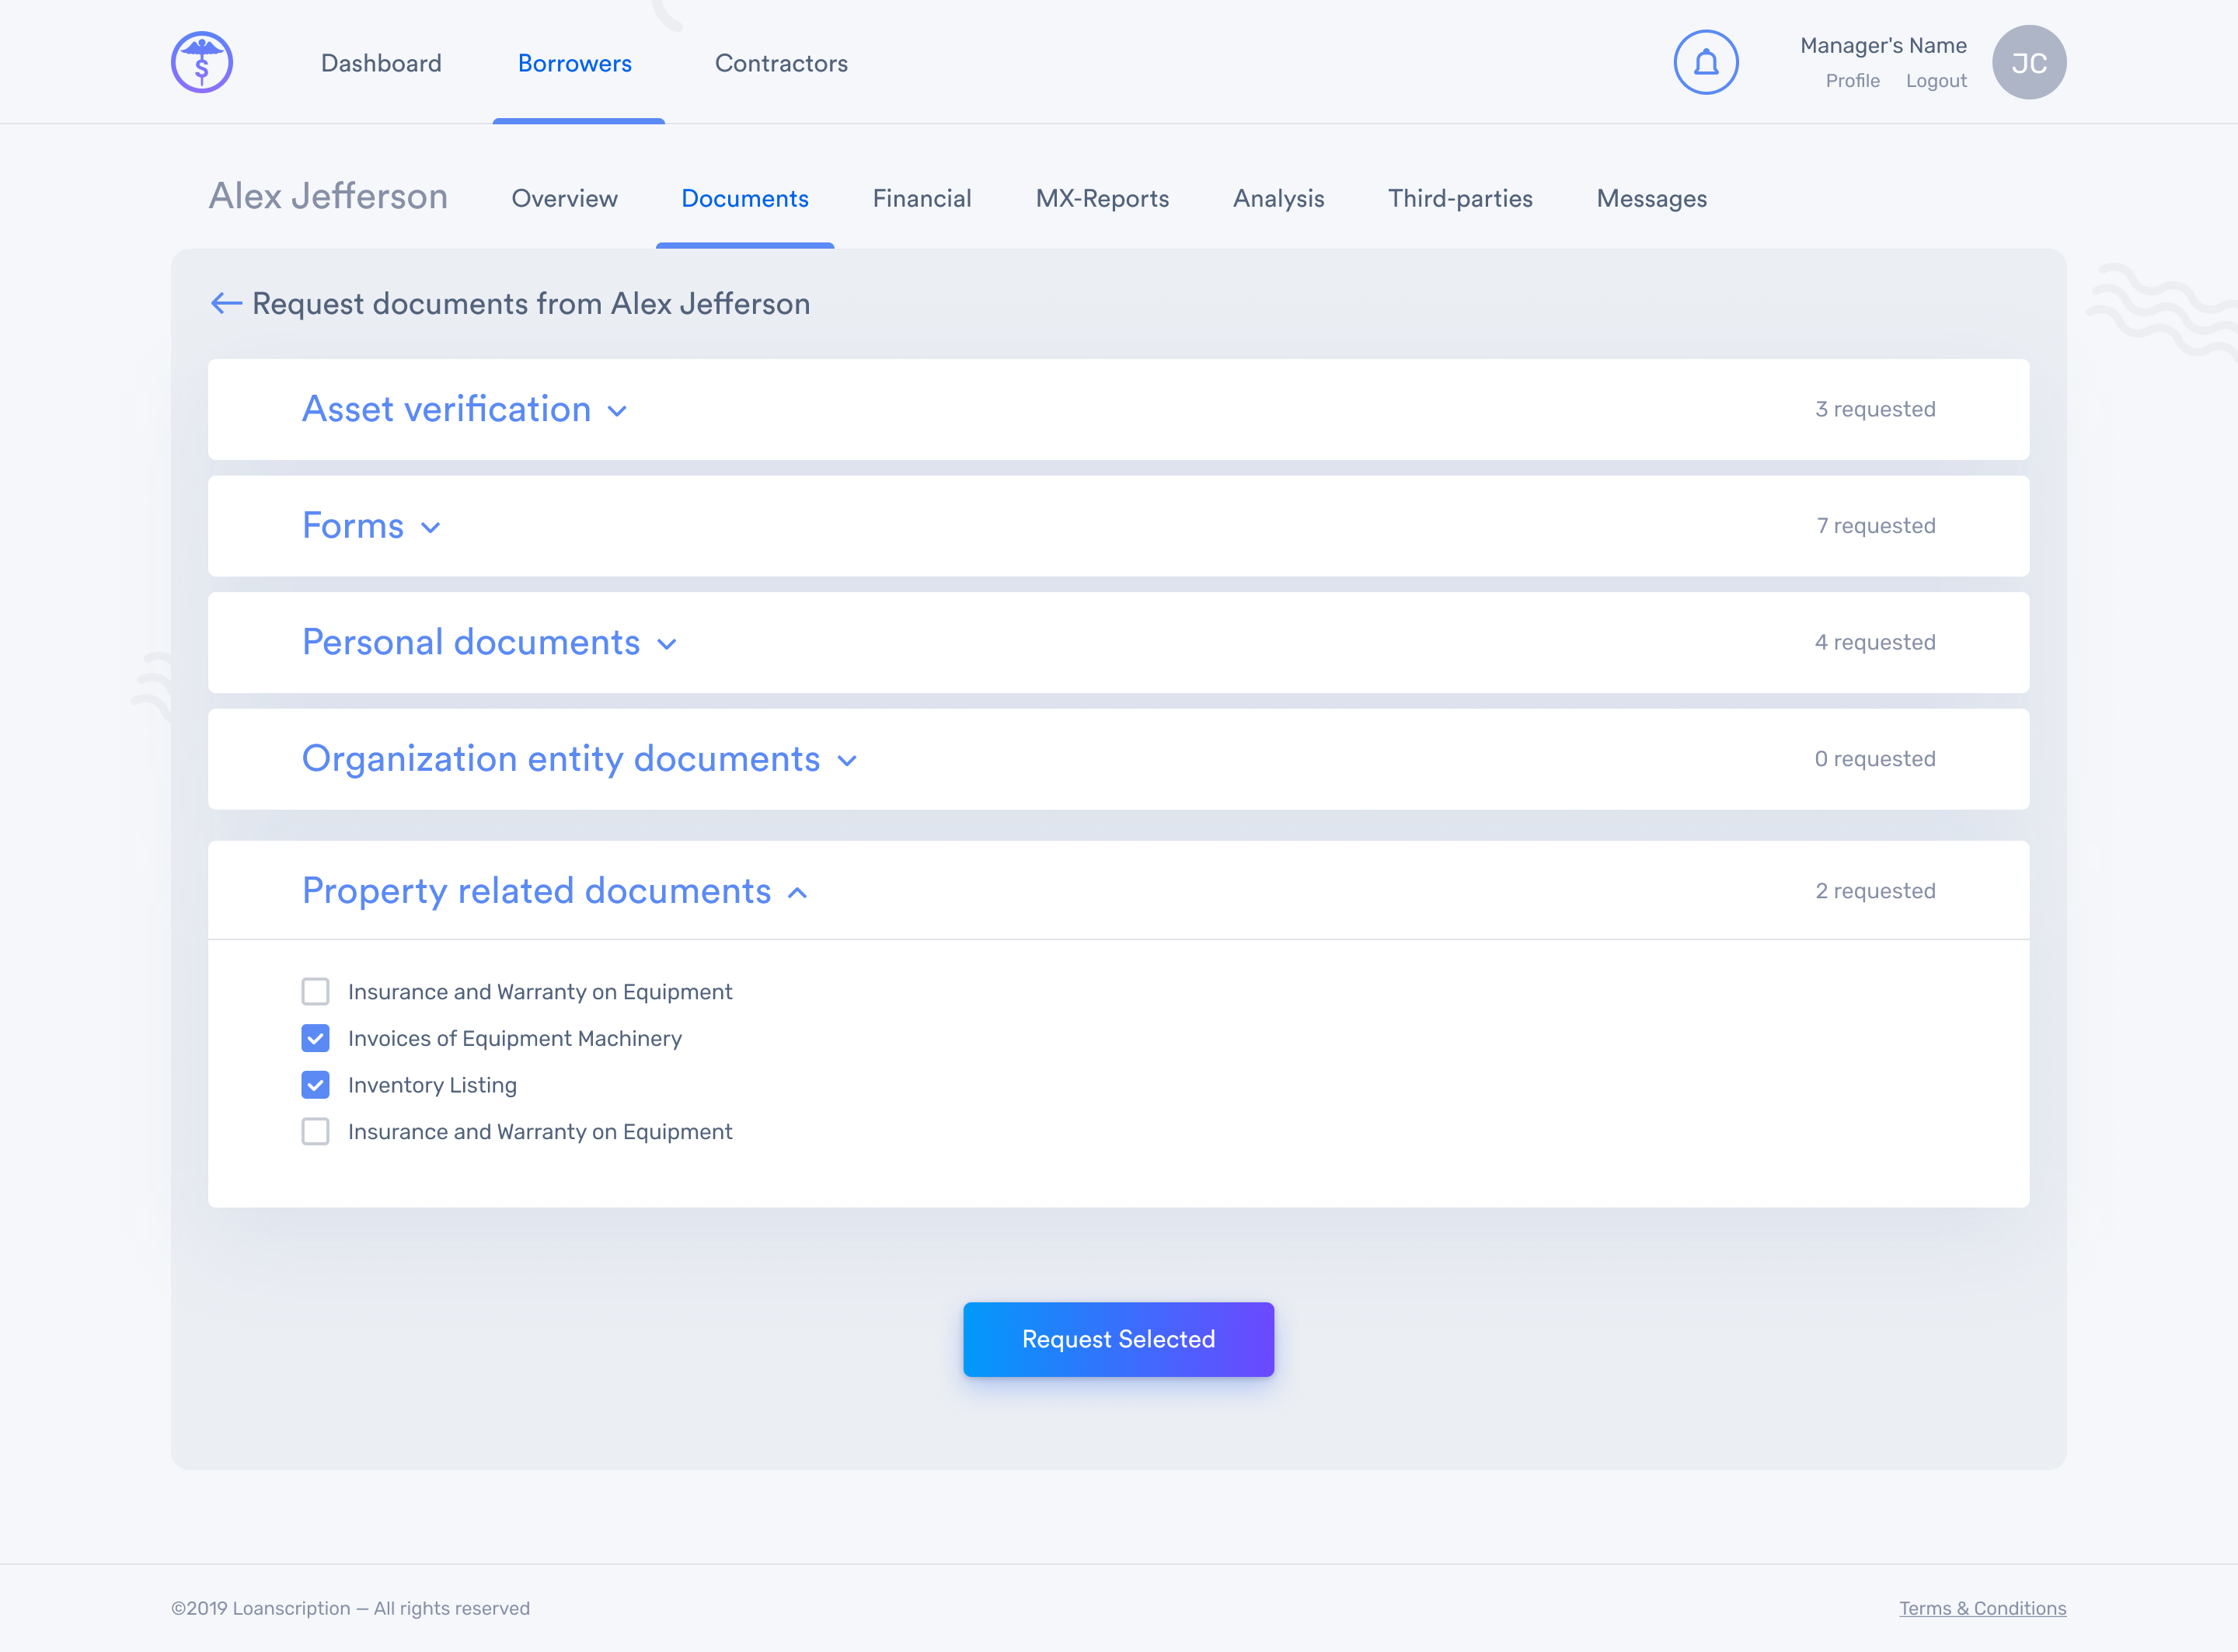 $
Dashboard
Borrowers
Contractors
Manager's Name
Profile Logout
JC
Alex Jefferson
Overview
Documents
Financial
MX-Reports
Analysis
Third-parties
Messages
Request documents from Alex Jefferson
Asset verification
3 requested
Forms
7 requested
Personal documents
4 requested
Organization entity documents
0 requested
Property related documents
2 requested
Insurance and Warranty on Equipment
Invoices of Equipment Machinery
Inventory Listing
Insurance and Warranty on Equipment
Request Selected
©2019 Loanscription — All rights reserved
Terms & Conditions